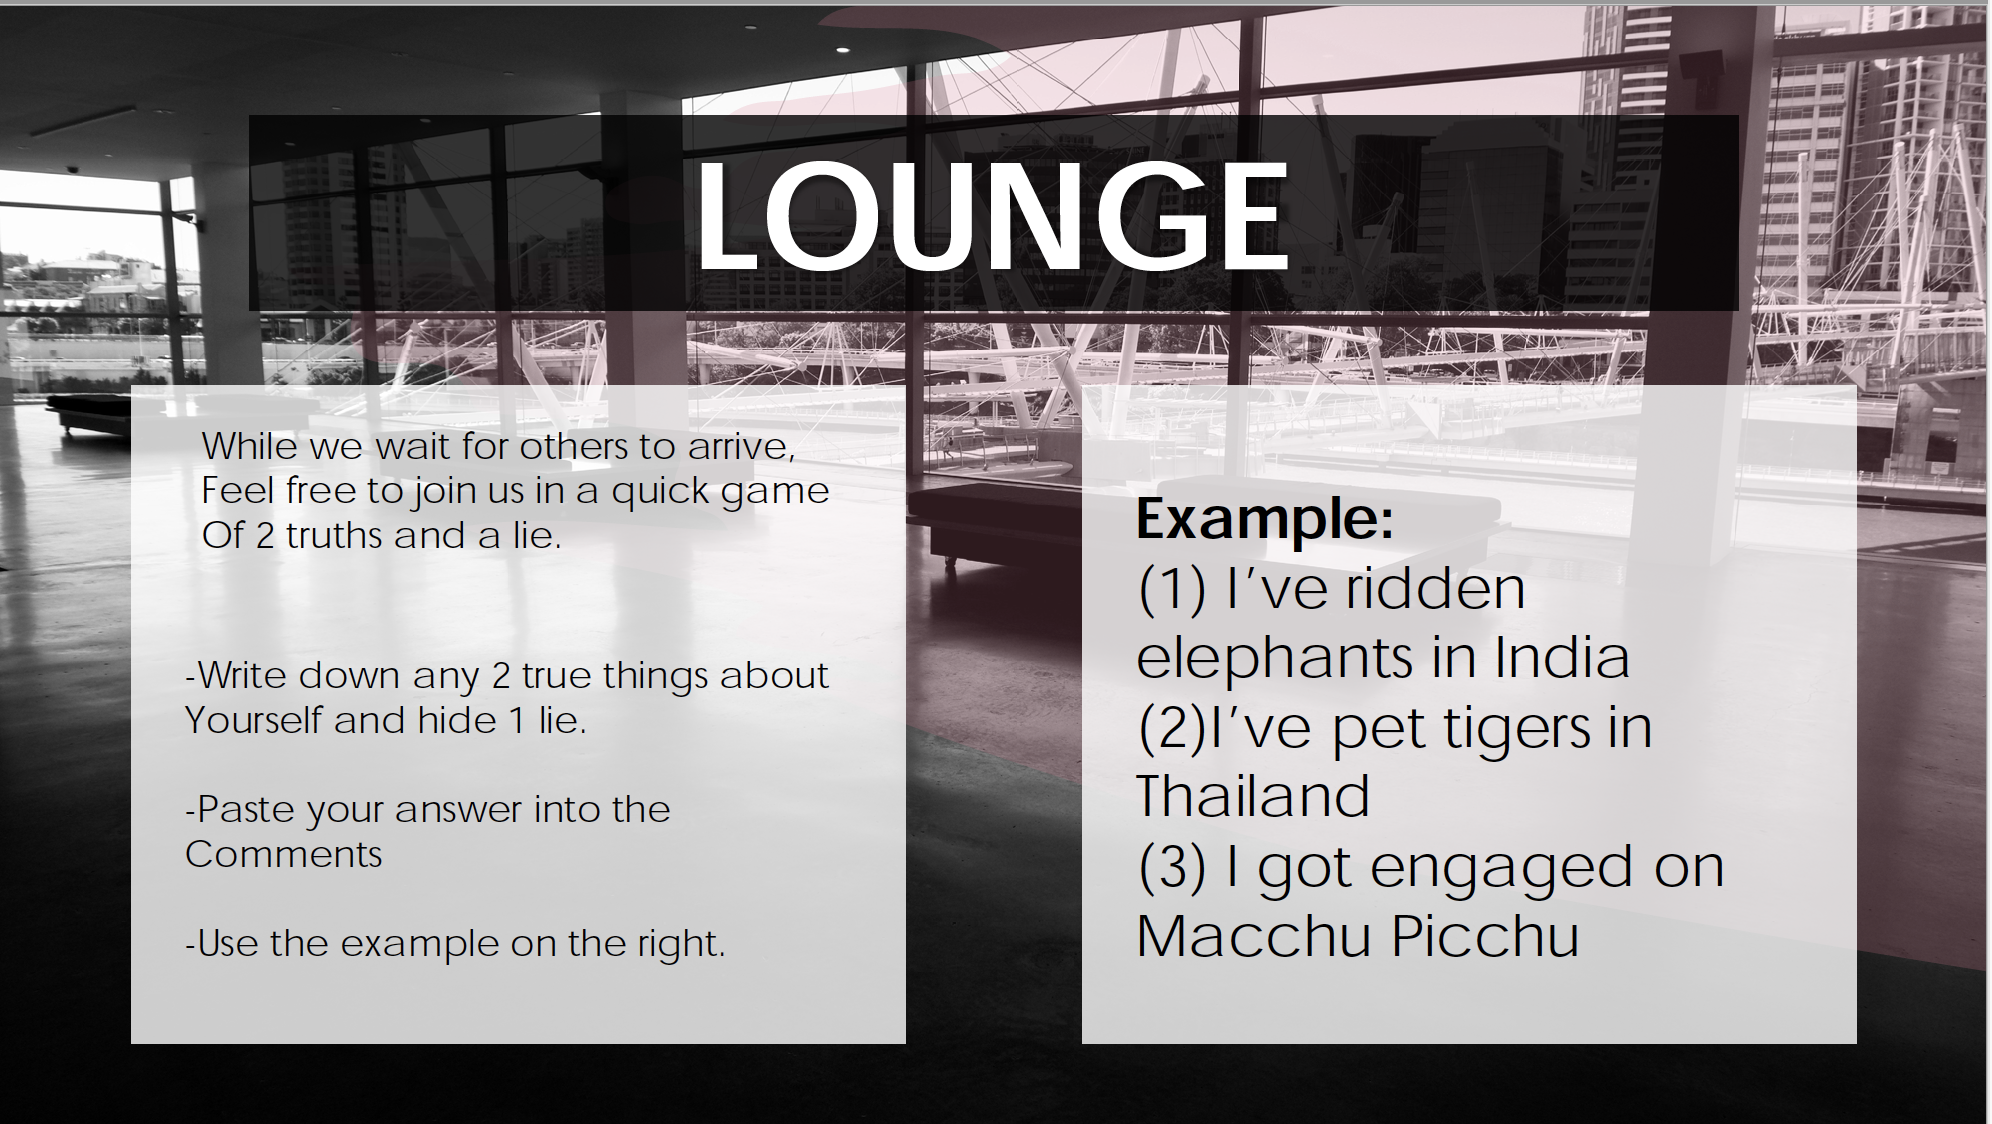 LOUNGE
While we wait for others to arrive,
Feel free to join us in a quick game
Of 2 truths and a lie.
-Write down any 2 true things about
Yourself and hide 1 lie.
-Paste your answer into the
Comments
-Use the example on the right.
Example:
(1) I’ve ridden
elephants in India
(2)I’ve pet tigers in
Thailand
(3) I got engaged on
Macchu Picchu